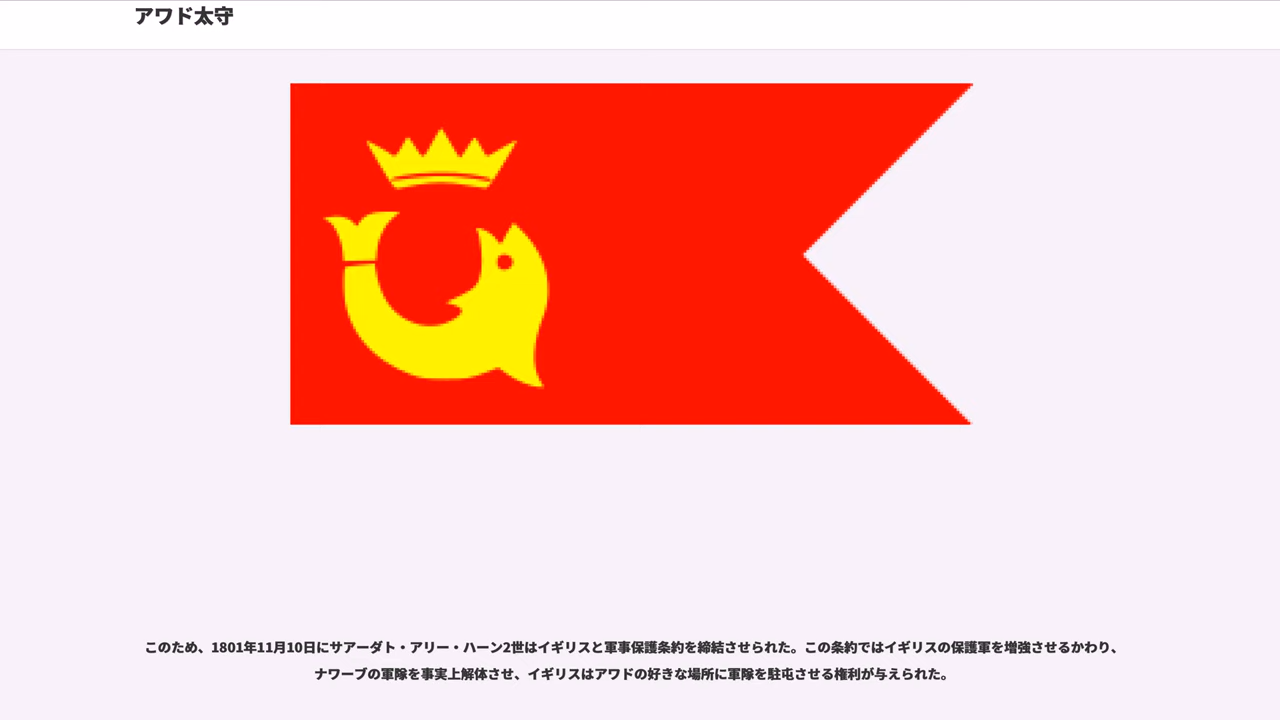 アワド太守
このため、1801年11月10日にサアーダト・アリー・ハーン2世はイギリスと軍事保護条約を締結させられた。この条約ではイギリスの保護軍を増強させるかわり、
ナワーブの軍隊を事実上解体させ、イギリスはアワドの好きな場所に軍隊を駐屯させる権利が与えられた。